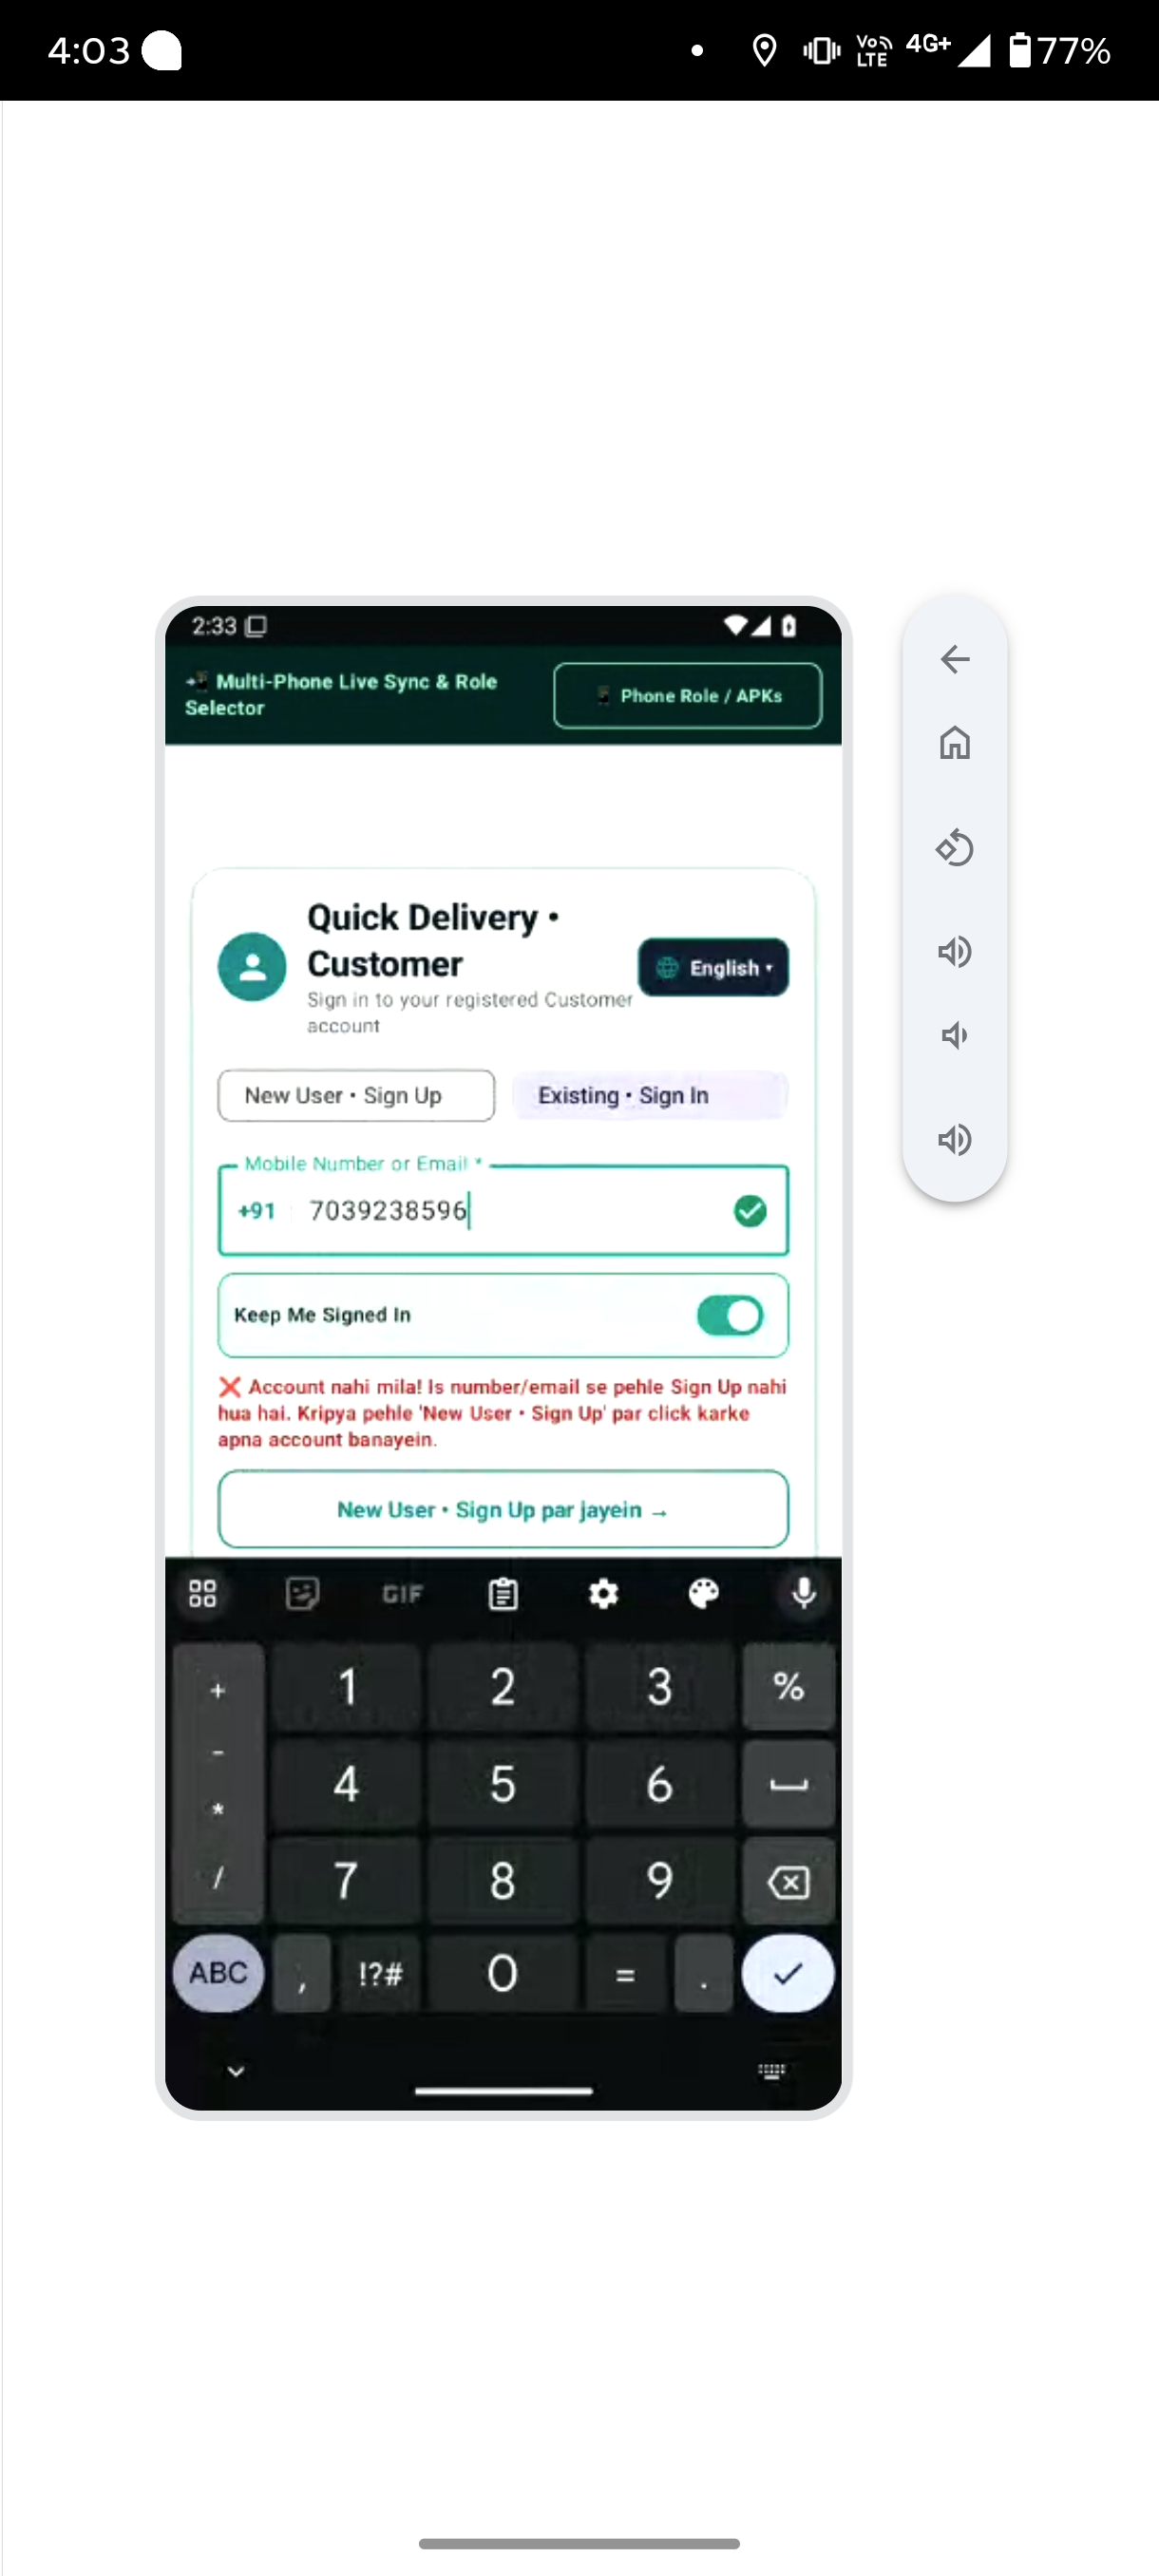 4:03
Vo LTE 4G+ 77%
2:33
Multi-Phone Live Sync & Role
Selector
Phone Role / APKs
Quick Delivery •
Customer
Sign in to your registered Customer
account
English
New User • Sign Up
Existing • Sign In
Mobile Number or Email *
+91 7039238596
Keep Me Signed In
❌ Account nahi mila! Is number/email se pehle Sign Up nahi
hua hai. Kripya pehle 'New User • Sign Up' par click karke
apna account banayein.
New User • Sign Up par jayein →
GIF
+ 1 2 3 %
- 4 5 6
*
/ 7 8 9
ABC , !?# 0 = .